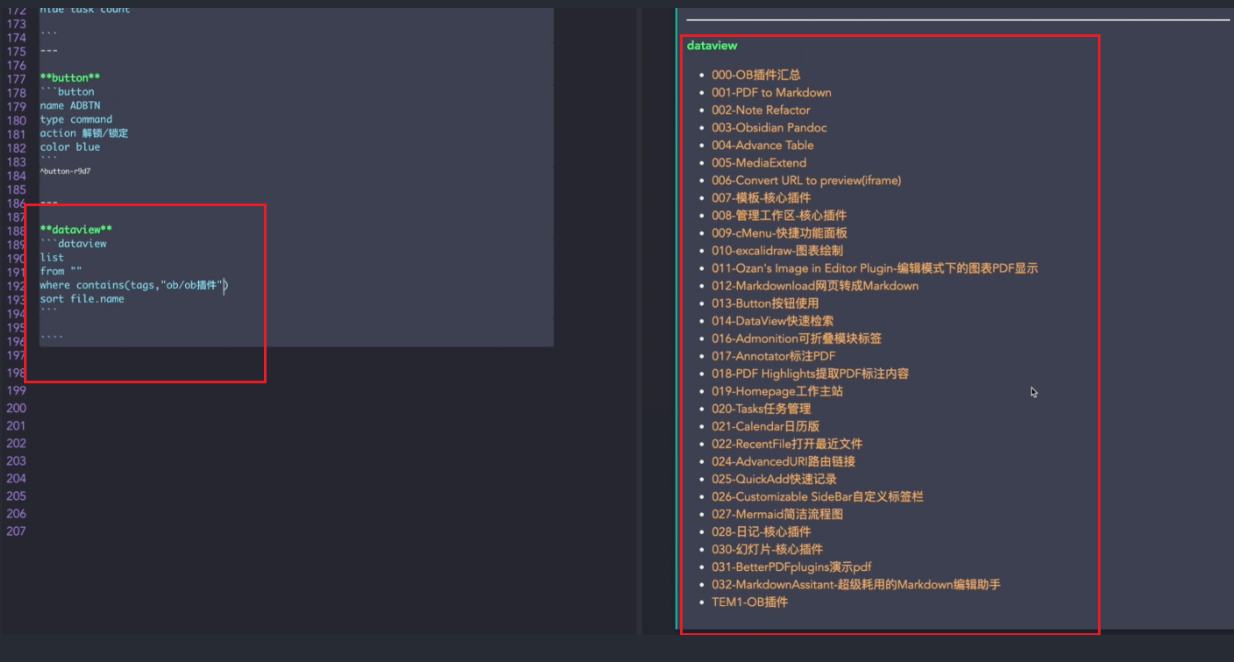 172 hide task count
173
174 ```
175 ---
176
177 **button**
178 ```button
179 name ADBTN
180 type command
181 action 解锁/锁定
182 color blue
183 ```
184 ^button-r9d7
185
186 ---
187
188 **dataview**
189 ```dataview
190 list
191 from ""
192 where contains(tags,"ob/ob插件")
193 sort file.name
194 ```
195
196 ````
197
198
199
200
201
202
203
204
205
206
207
dataview
• 000-OB插件汇总
• 001-PDF to Markdown
• 002-Note Refactor
• 003-Obsidian Pandoc
• 004-Advance Table
• 005-MediaExtend
• 006-Convert URL to preview(iframe)
• 007-模板-核心插件
• 008-管理工作区-核心插件
• 009-cMenu-快捷功能面板
• 010-excalidraw-图表绘制
• 011-Ozan's Image in Editor Plugin-编辑模式下的图表PDF显示
• 012-Markdownload网页转成Markdown
• 013-Button按钮使用
• 014-DataView快速检索
• 016-Admonition可折叠模块标签
• 017-Annotator标注PDF
• 018-PDF Highlights提取PDF标注内容
• 019-Homepage工作主站
• 020-Tasks任务管理
• 021-Calendar日历版
• 022-RecentFile打开最近文件
• 024-AdvancedURI路由链接
• 025-QuickAdd快速记录
• 026-Customizable SideBar自定义标签栏
• 027-Mermaid简洁流程图
• 028-日记-核心插件
• 030-幻灯片-核心插件
• 031-BetterPDFplugins演示pdf
• 032-MarkdownAssitant-超级耗用的Markdown编辑助手
• TEM1-OB插件